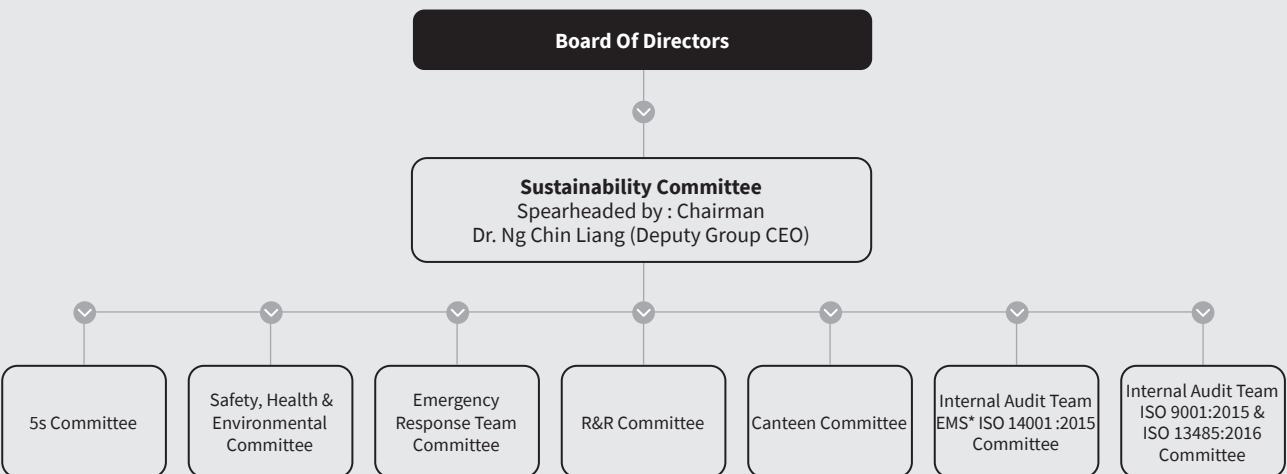 Board Of Directors
Sustainability Committee
Spearheaded by : Chairman
Dr. Ng Chin Liang (Deputy Group CEO)
5s Committee
Safety, Health &
Environmental
Committee
Emergency
Response Team
Committee
R&R Committee
Canteen Committee
Internal Audit Team
EMS* ISO 14001 :2015
Committee
Internal Audit Team
ISO 9001:2015 &
ISO 13485:2016
Committee